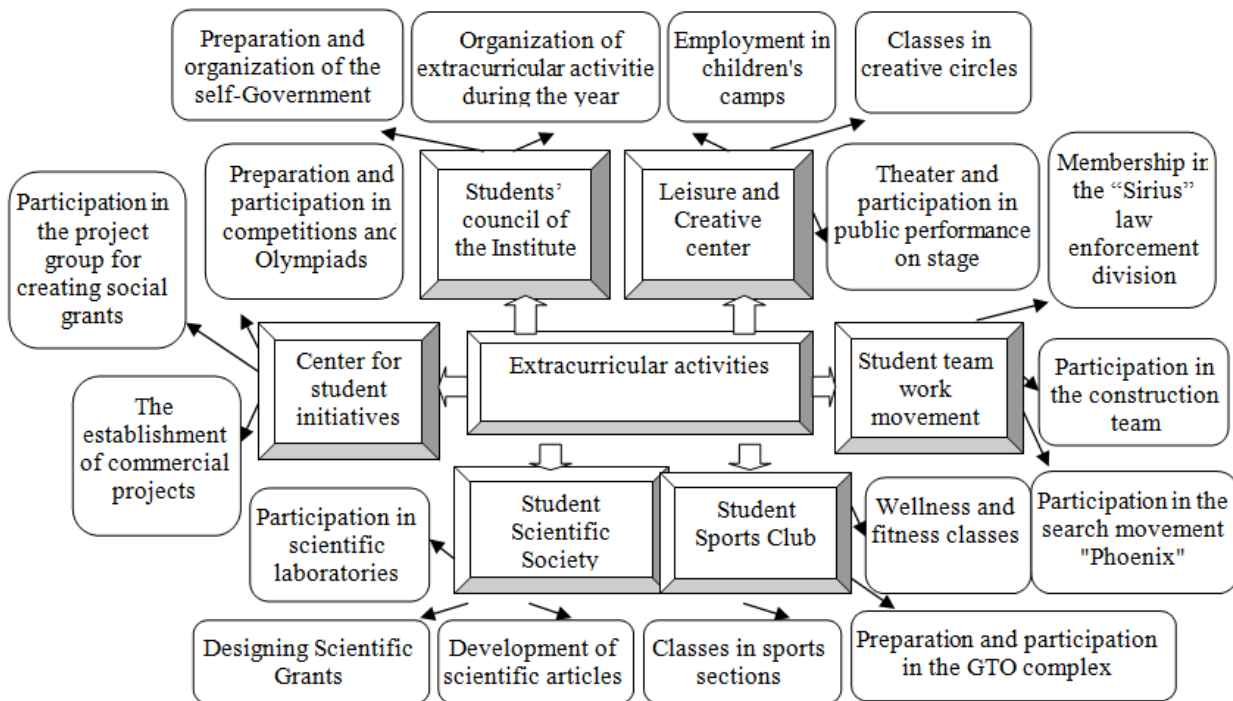 Preparation and
organization of the
self-Government
Organization of
extracurricular activitie
during the year
Employment in
children's
camps
Classes in
creative circles
Participation in
the project
group for
creating social
grants
Preparation and
participation in
competitions and
Olympiads
Students'
council of
the Institute
Leisure and
Creative
center
Theater and
participation in
public performance
on stage
Membership in
the “Sirius”
law
enforcement
division
The
establishment
of commercial
projects
Center for
student
initiatives
Extracurricular activities
Student team
work
movement
Participation in
the construction
team
Participation in
scientific
laboratories
Student
Scientific
Society
Student
Sports Club
Wellness and
fitness classes
Participation in the
search movement
"Phoenix"
Designing Scientific
Grants
Development of
scientific articles
Classes in sports
sections
Preparation and participation
in the GTO complex